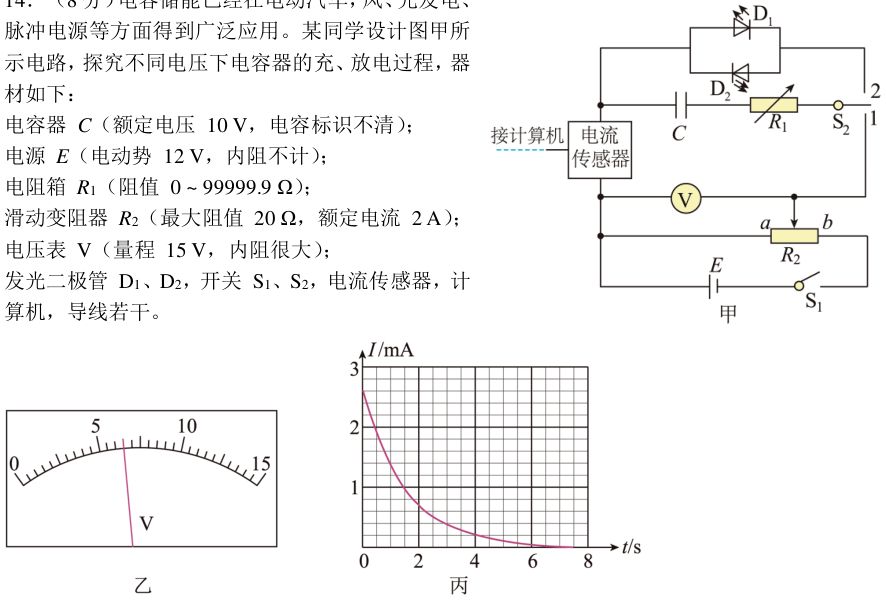 14. （8分）电容储能已经在电动汽车，风、光发电、
脉冲电源等方面得到广泛应用。某同学设计图甲所
示电路，探究不同电压下电容器的充、放电过程，器
材如下：
电容器 C（额定电压 10 V，电容标识不清）；
电源 E（电动势 12 V，内阻不计）；
电阻箱 R1（阻值 0 ~ 99999.9 Ω）；
滑动变阻器 R2（最大阻值 20 Ω，额定电流 2 A）；
电压表 V（量程 15 V，内阻很大）；
发光二极管 D1、D2，开关 S1、S2，电流传感器，计
算机，导线若干。
D1
D2
2
1
C
R1
S2
接计算机
电流
传感器
V
a
b
R2
E
S1
甲
0
5
10
15
V
乙
I/mA
3
2
1
0
2
4
6
8
t/s
丙